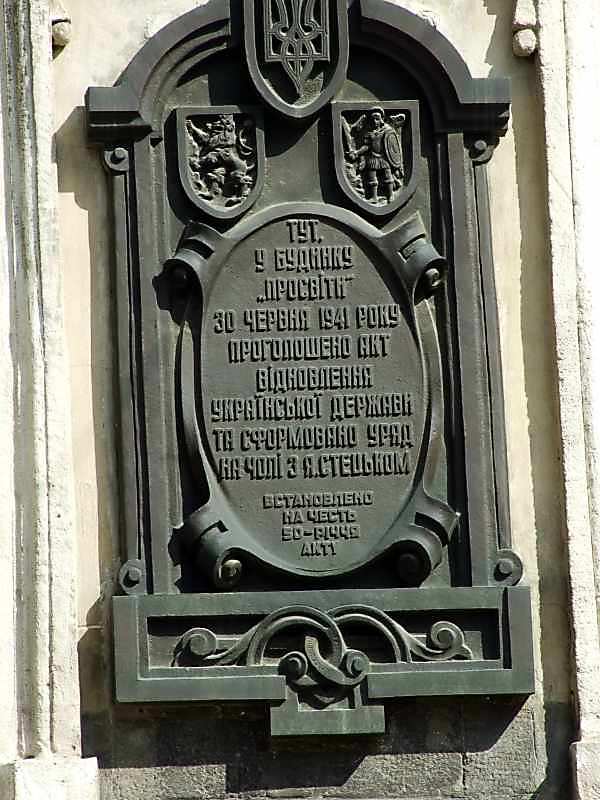 ТУТ,
У БУДИНКУ
„ПРОСВІТИ"
30 ЧЕРВНЯ 1941 РОКУ
ПРОГОЛОШЕНО АКТ
ВІДНОВЛЕННЯ
УКРАЇНСЬКОЇ ДЕРЖАВИ
ТА СФОРМОВАНО УРЯД
НА ЧОЛІ З Я.СТЕЦЬКОМ
ВСТАНОВЛЕНО
НА ЧЕСТЬ
50-РІЧЧЯ
АКТУ